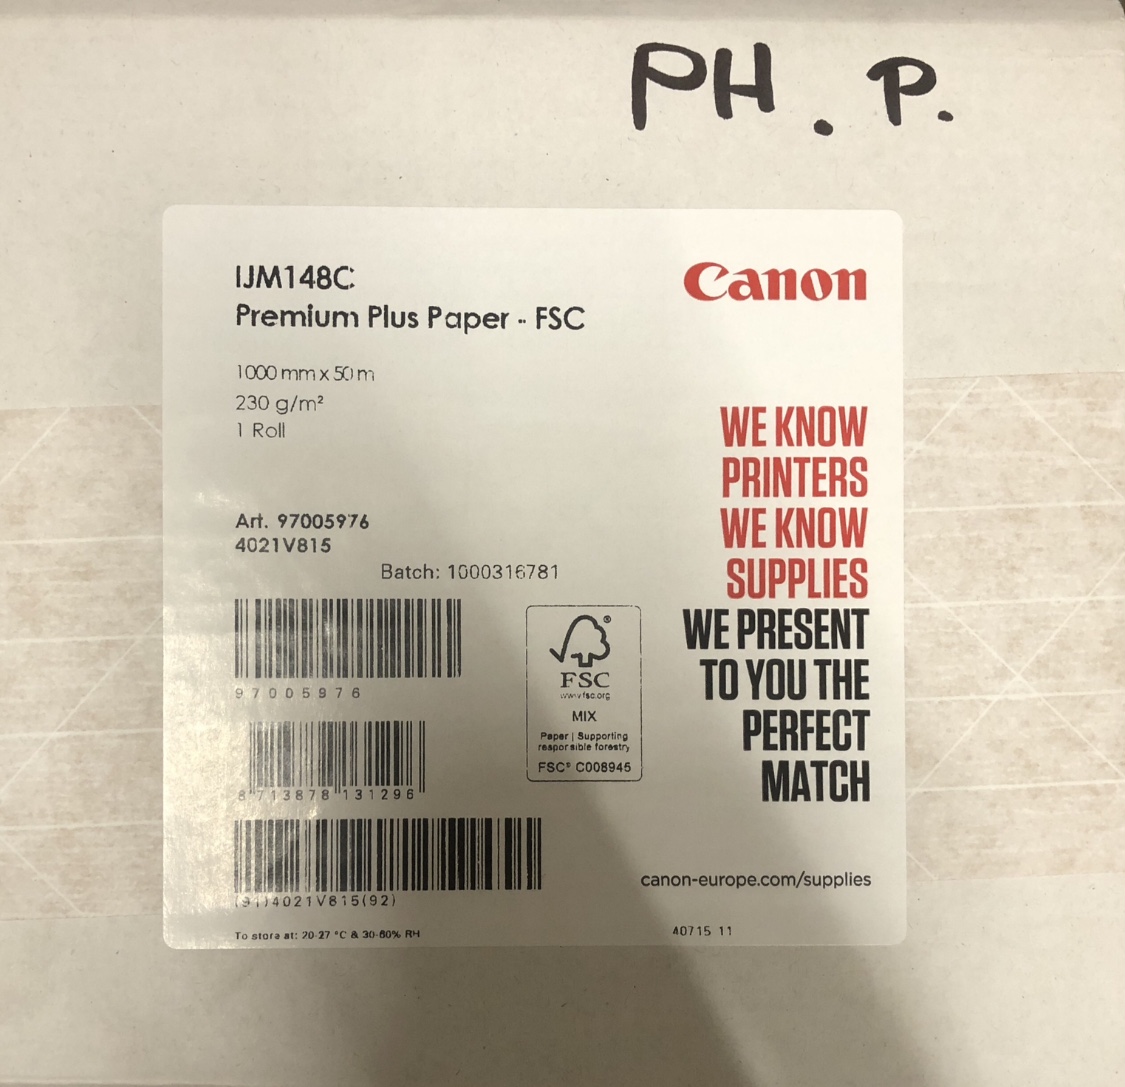 PH. P.
IJM148C
Premium Plus Paper - FSC
1000 mm x 50 m
230 g/m²
1 Roll
Art. 97005976
4021V815
Batch: 1000316781
97005976
8 713878 131296
(91)4021V815(92)
To store at: 20-27 °C & 30-60% RH
FSC®
www.fsc.org
MIX
Paper | Supporting
responsible forestry
FSC® C008945
Canon
WE KNOW
PRINTERS
WE KNOW
SUPPLIES
WE PRESENT
TO YOU THE
PERFECT
MATCH
canon-europe.com/supplies
40715 11